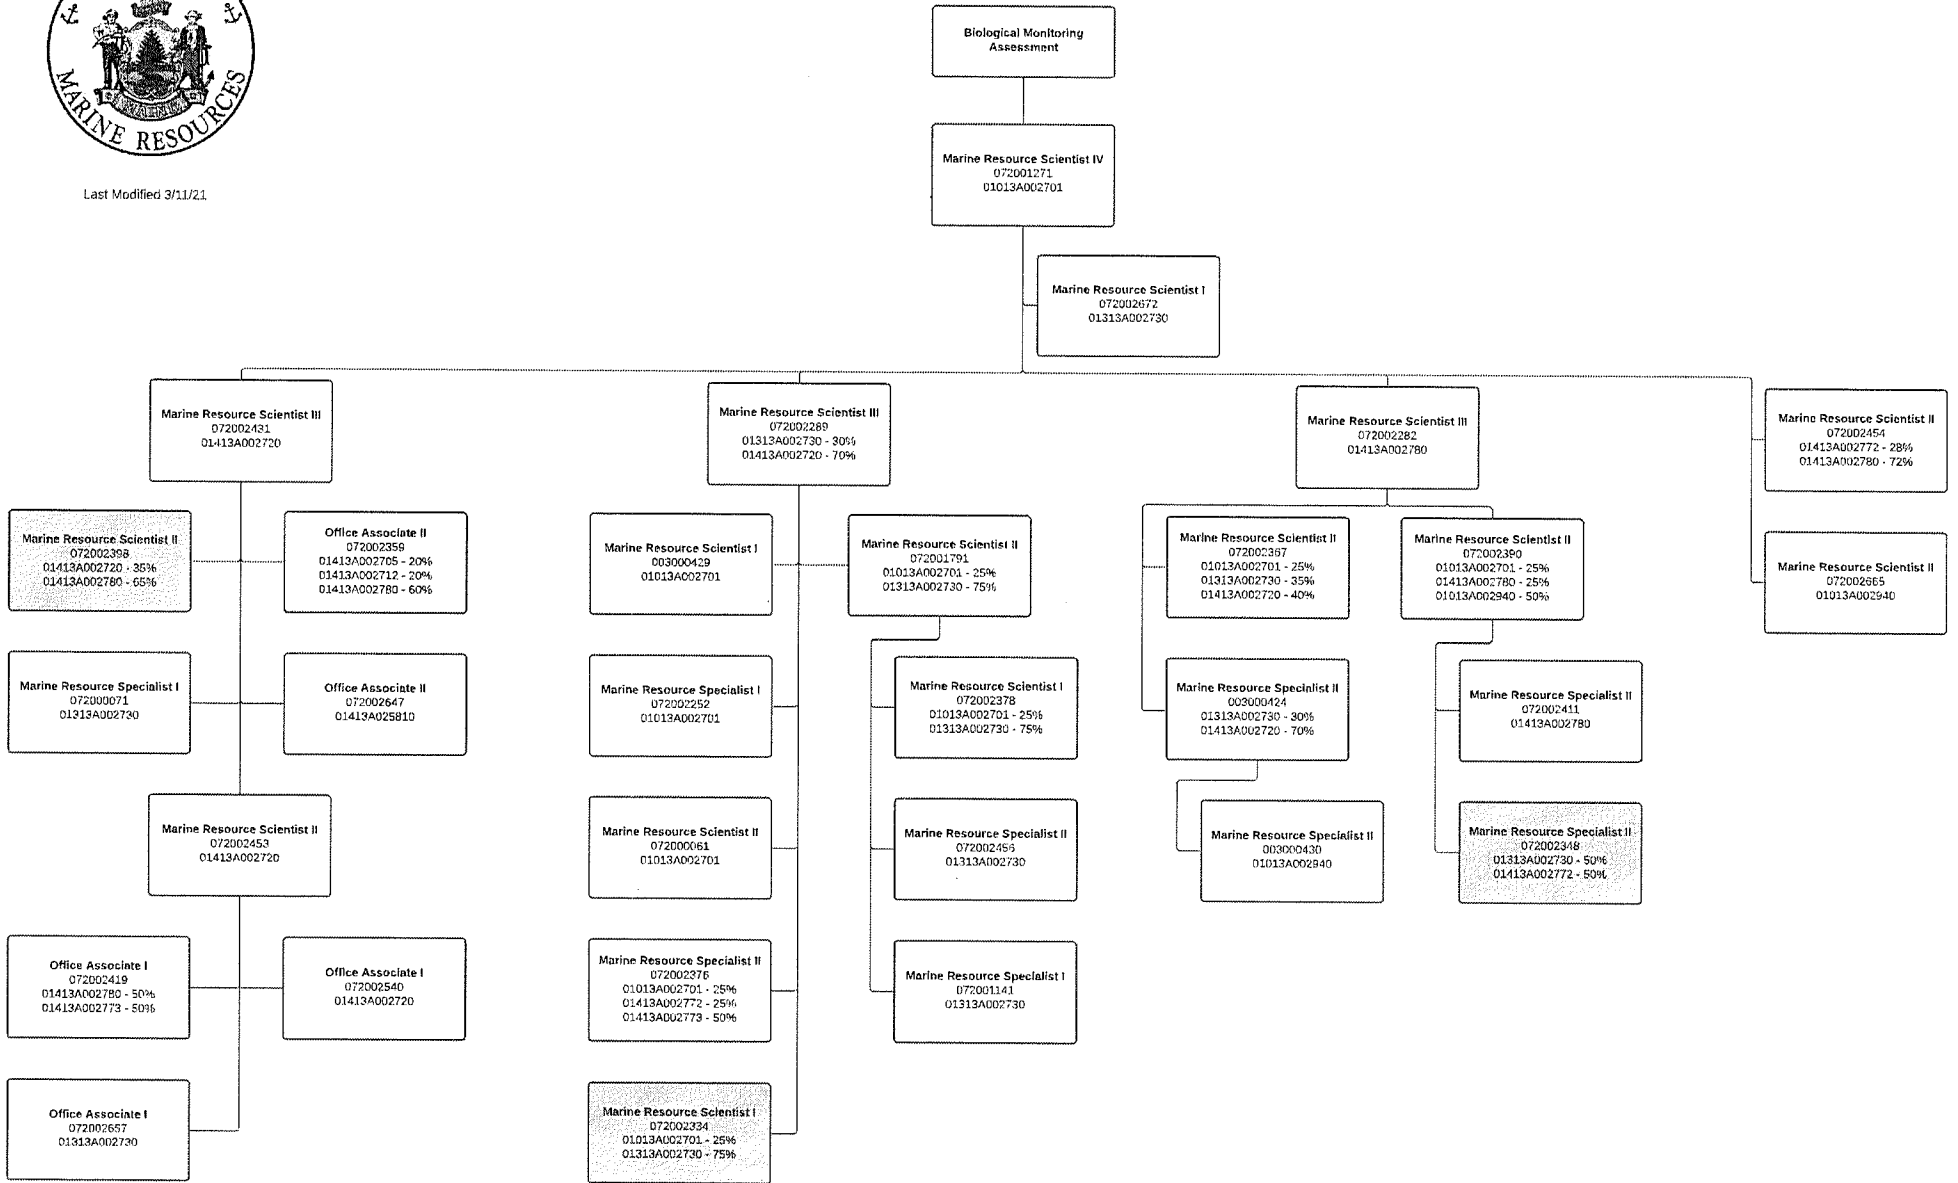 MARINE RESOURCES
Last Modified 3/11/21
Biological Monitoring
Assessment
Marine Resource Scientist IV
072001271
01013A002701
Marine Resource Scientist I
072002672
01313A002730
Marine Resource Scientist III
072002431
01413A002720
Marine Resource Scientist III
072002289
01313A002730 - 30%
01413A002720 - 70%
Marine Resource Scientist III
072002282
01413A002780
Marine Resource Scientist II
072002454
01413A002772 - 28%
01413A002780 - 72%
Marine Resource Scientist II
072002398
01413A002720 - 35%
01413A002780 - 65%
Office Associate II
072002359
01413A002705 - 20%
01413A002712 - 20%
01413A002780 - 60%
Marine Resource Scientist I
003000429
01013A002701
Marine Resource Scientist II
072001791
01013A002701 - 25%
01313A002730 - 75%
Marine Resource Scientist II
072002367
01013A002701 - 25%
01313A002730 - 35%
01413A002720 - 40%
Marine Resource Scientist II
072002390
01013A002701 - 25%
01413A002780 - 25%
01013A002940 - 50%
Marine Resource Scientist II
072002665
01013A002940
Marine Resource Specialist I
072000071
01313A002730
Office Associate II
072002647
01413A025810
Marine Resource Specialist I
072002252
01013A002701
Marine Resource Scientist I
072002378
01013A002701 - 25%
01313A002730 - 75%
Marine Resource Specialist II
003000424
01313A002730 - 30%
01413A002720 - 70%
Marine Resource Specialist II
072002411
01413A002780
Marine Resource Scientist II
072002453
01413A002720
Marine Resource Scientist II
072000061
01013A002701
Marine Resource Specialist II
072002456
01313A002730
Marine Resource Specialist II
003000430
01013A002940
Marine Resource Specialist II
072002348
01313A002730 - 50%
01413A002772 - 50%
Office Associate I
072002419
01413A002780 - 50%
01413A002773 - 50%
Office Associate I
072002540
01413A002720
Marine Resource Specialist II
072002376
01013A002701 - 25%
01413A002772 - 25%
01413A002773 - 50%
Marine Resource Specialist I
072001141
01313A002730
Office Associate I
072002657
01313A002730
Marine Resource Scientist I
072002334
01013A002701 - 25%
01313A002730 - 75%